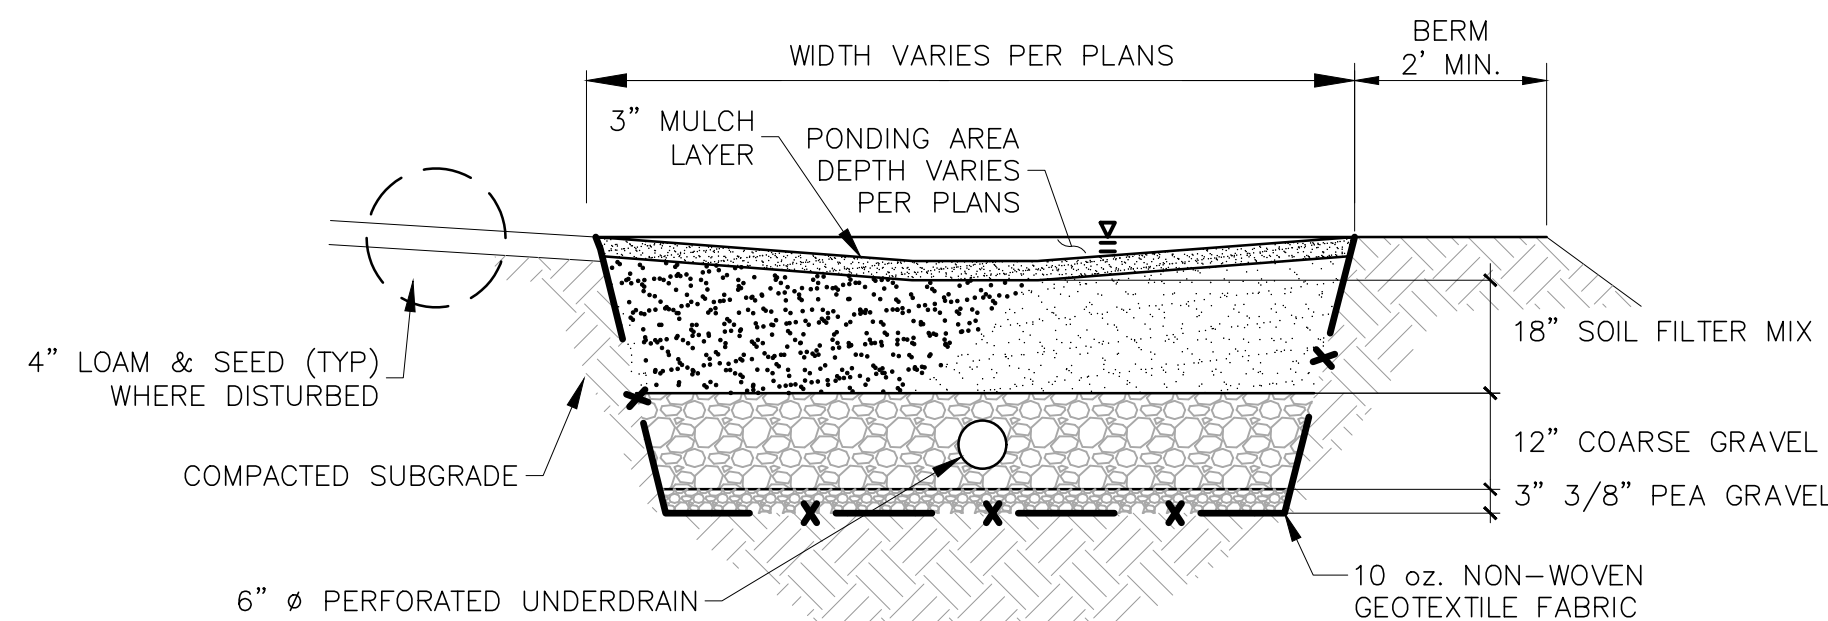 BERM
2' MIN.
WIDTH VARIES PER PLANS
3" MULCH
LAYER
PONDING AREA
DEPTH VARIES
PER PLANS
4" LOAM & SEED (TYP)
WHERE DISTURBED
COMPACTED SUBGRADE
6" ø PERFORATED UNDERDRAIN
18" SOIL FILTER MIX
12" COARSE GRAVEL
3" 3/8" PEA GRAVEL
10 oz. NON-WOVEN
GEOTEXTILE FABRIC